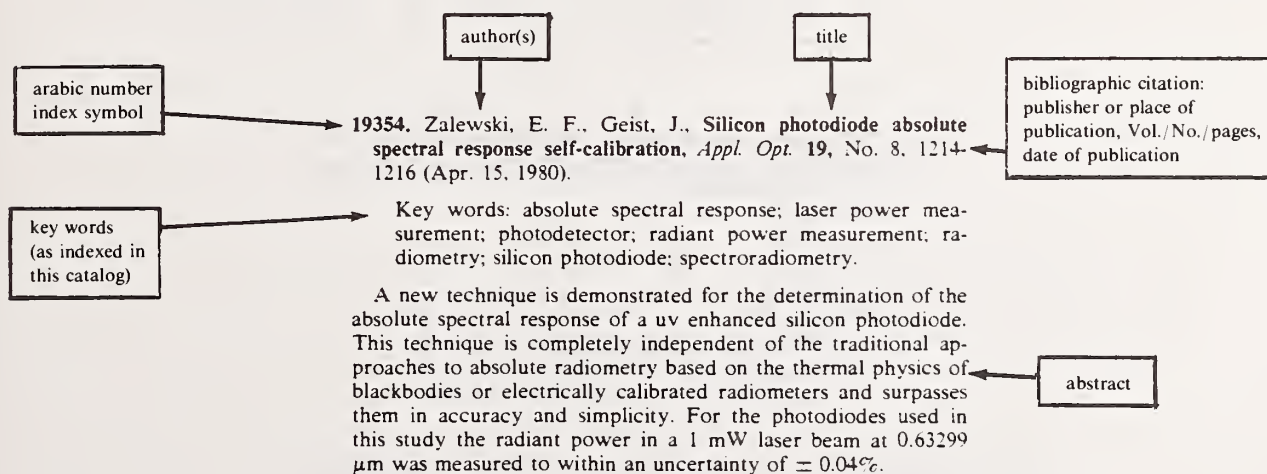 author(s)
title
arabic number
index symbol
bibliographic citation:
publisher or place of
publication, Vol./No./pages,
date of publication
19354. Zalewski, E. F., Geist, J., Silicon photodiode absolute
spectral response self-calibration, Appl. Opt. 19, No. 8, 1214-
1216 (Apr. 15, 1980).
key words
(as indexed in
this catalog)
Key words: absolute spectral response; laser power mea-
surement; photodetector; radiant power measurement; ra-
diometry; silicon photodiode; spectroradiometry.
A new technique is demonstrated for the determination of the
absolute spectral response of a uv enhanced silicon photodiode.
This technique is completely independent of the traditional ap-
proaches to absolute radiometry based on the thermal physics of
blackbodies or electrically calibrated radiometers and surpasses
them in accuracy and simplicity. For the photodiodes used in
this study the radiant power in a 1 mW laser beam at 0.63299
μm was measured to within an uncertainty of ± 0.04%.
abstract